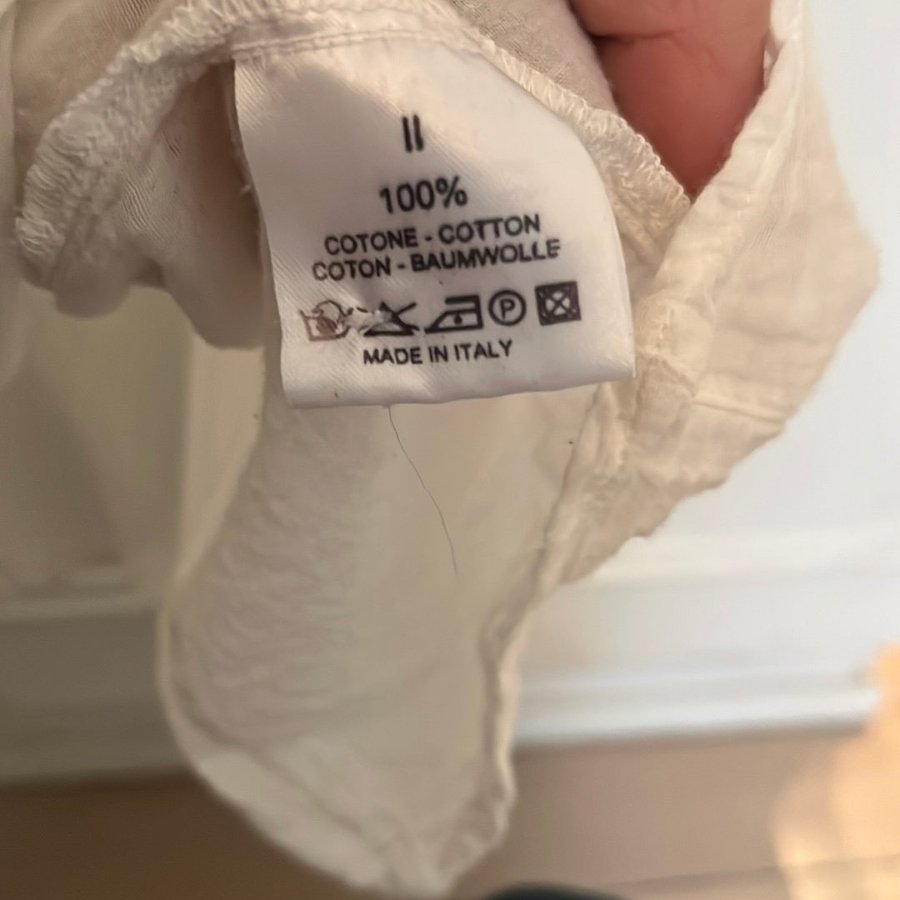 II
100%
COTONE - COTTON
COTON - BAUMWOLLE
P
MADE IN ITALY